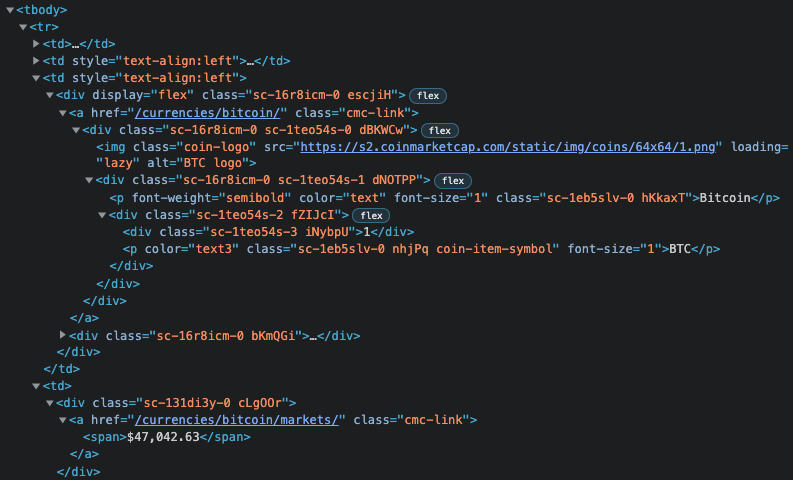 <tbody>
<tr>
<td>…</td>
<td style="text-align:left">…</td>
<td style="text-align:left">
<div display="flex" class="sc-16r8icm-0 escjiH"> flex
<a href="/currencies/bitcoin/" class="cmc-link">
<div class="sc-16r8icm-0 sc-1teo54s-0 dBKWCw"> flex
<img class="coin-logo" src="https://s2.coinmarketcap.com/static/img/coins/64x64/1.png" loading=
"lazy" alt="BTC logo">
<div class="sc-16r8icm-0 sc-1teo54s-1 dNOTPP"> flex
<p font-weight="semibold" color="text" font-size="1" class="sc-1eb5slv-0 hKkaxT">Bitcoin</p>
<div class="sc-1teo54s-2 fZIJcI"> flex
<div class="sc-1teo54s-3 iNybpU">1</div>
<p color="text3" class="sc-1eb5slv-0 nhjPq coin-item-symbol" font-size="1">BTC</p>
</div>
</div>
</div>
</a>
<div class="sc-16r8icm-0 bKmQGi">…</div>
</div>
</td>
<td>
<div class="sc-131di3y-0 cLgOOr">
<a href="/currencies/bitcoin/markets/" class="cmc-link">
<span>$47,042.63</span>
</a>
</div>